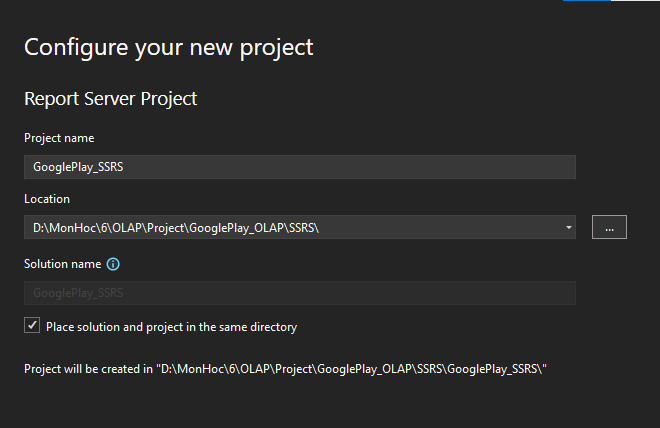 Configure your new project
Report Server Project
Project name
GooglePlay_SSRS
Location
D:\MonHoc\6\OLAP\Project\GooglePlay_OLAP\SSRS\
...
Solution name
GooglePlay_SSRS
Place solution and project in the same directory
Project will be created in "D:\MonHoc\6\OLAP\Project\GooglePlay_OLAP\SSRS\GooglePlay_SSRS\"